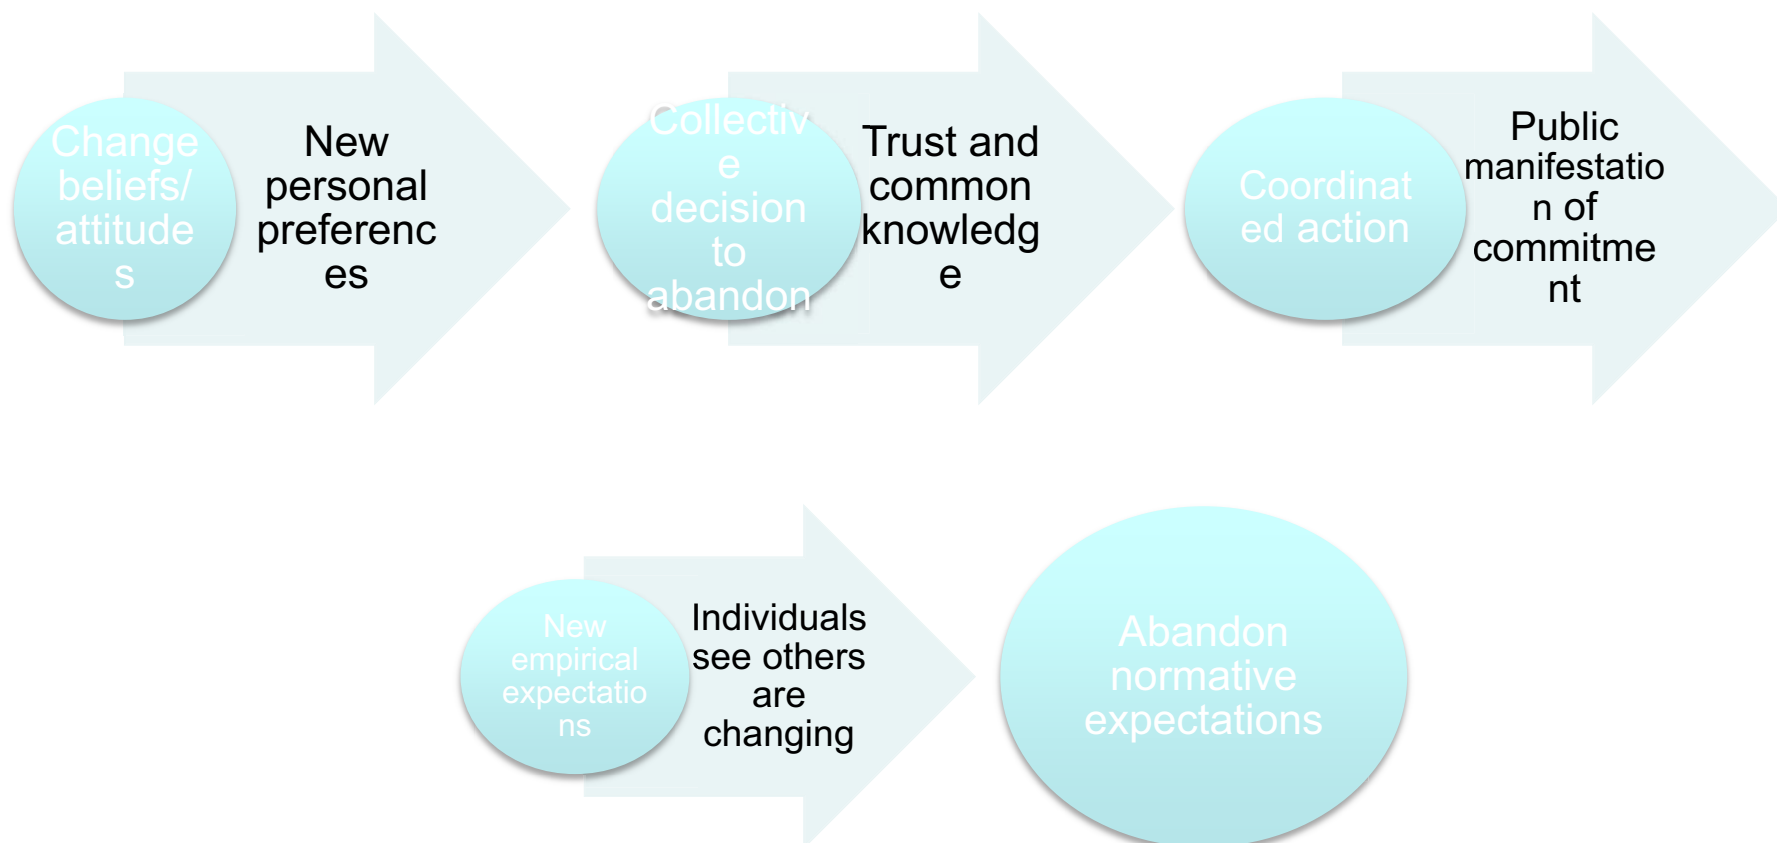 Change
beliefs/
attitude
s
New
personal
preferenc
es
Collectiv
e
decision
to
abandon
Trust and
common
knowledg
e
Coordinat
ed action
Public
manifestatio
n of
commitme
nt
New
empirical
expectatio
ns
Individuals
see others
are
changing
Abandon
normative
expectations